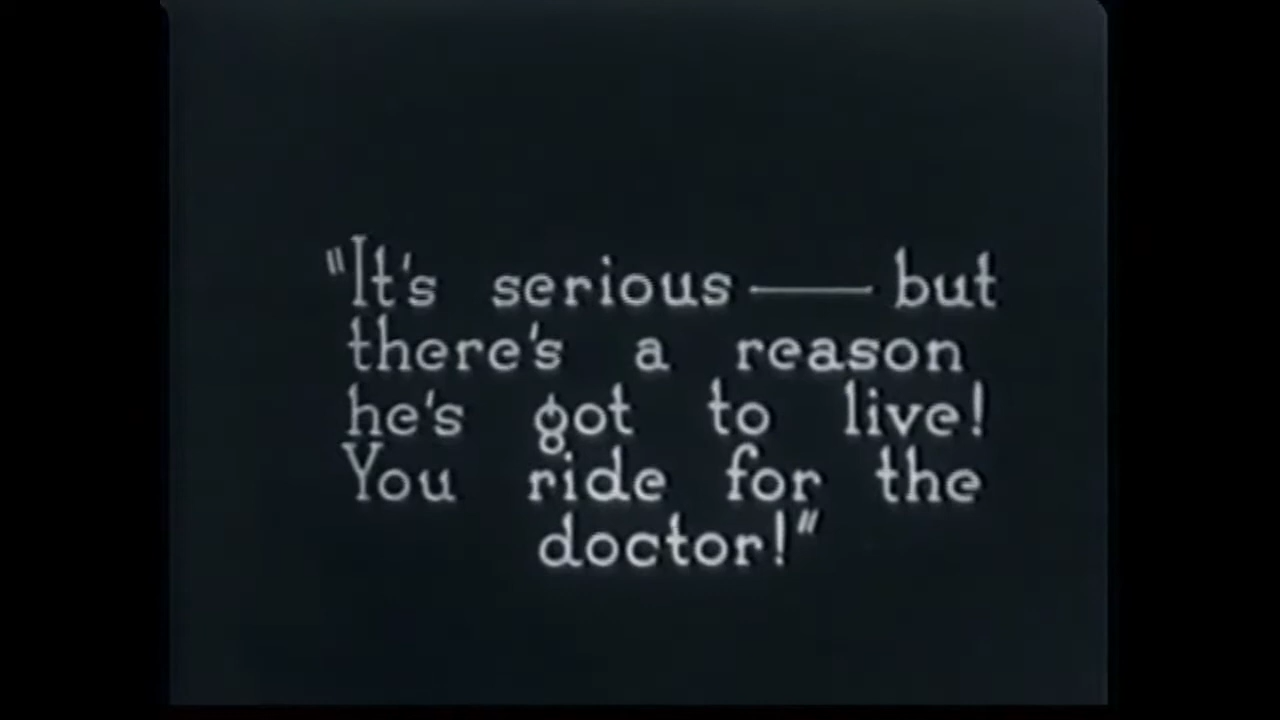 "It's serious — but
there's a reason
he's got to live!
You ride for the
doctor!"